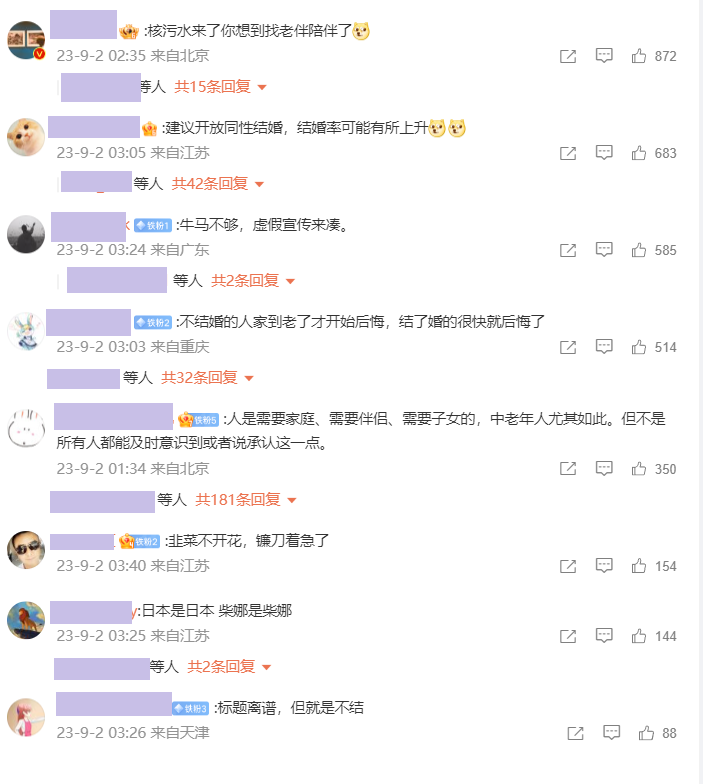 :核污水来了你想到找老伴陪伴了
23-9-2 02:35 来自北京
872
等人 共15条回复
:建议开放同性结婚，结婚率可能有所上升
23-9-2 03:05 来自江苏
683
等人 共42条回复
铁粉1 :牛马不够，虚假宣传来凑。
23-9-2 03:24 来自广东
585
等人 共2条回复
铁粉2 :不结婚的人家到老了才开始后悔，结了婚的很快就后悔了
23-9-2 03:03 来自重庆
514
等人 共32条回复
铁粉5 :人是需要家庭、需要伴侣、需要子女的，中老年人尤其如此。但不是
所有人都能及时意识到或者说承认这一点。
23-9-2 01:34 来自北京
350
等人 共181条回复
铁粉2 :韭菜不开花，镰刀着急了
23-9-2 03:40 来自江苏
154
y:日本是日本 柴娜是柴娜
23-9-2 03:25 来自江苏
144
等人 共2条回复
铁粉3 :标题离谱，但就是不结
23-9-2 03:26 来自天津
88